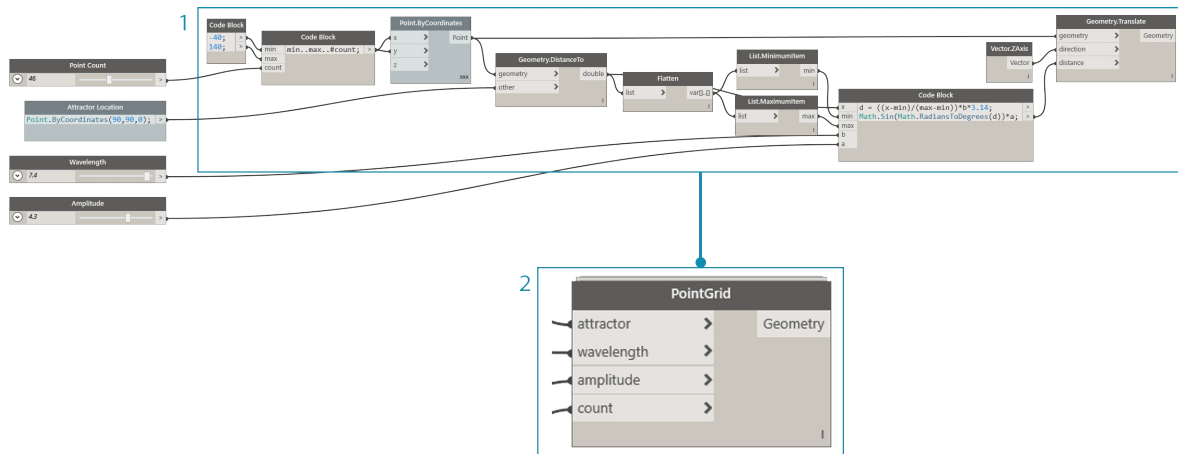 1
Code Block
-40;
140;
>
>
Code Block
min
max
count
min..max..#count;
>
Point.ByCoordinates
x
y
z
>
>
>
Point
xxx
Point Count
46
>
Attractor Location
Point.ByCoordinates(90,90,0);
>
Wavelength
7.4
>
Amplitude
4.3
>
Geometry.DistanceTo
geometry
other
>
>
double
I
Flatten
list
>
var[]..[]
I
List.MinimumItem
list
>
min
I
List.MaximumItem
list
>
max
I
Code Block
x
min
max
b
a
d = ((x-min)/(max-min))*b*3.14;
Math.Sin(Math.RadiansToDegrees(d))*a;
>
>
Vector.ZAxis
Vector
I
Geometry.Translate
geometry
direction
distance
>
>
>
Geometry
I
2
PointGrid
attractor
wavelength
amplitude
count
>
>
>
>
Geometry
I